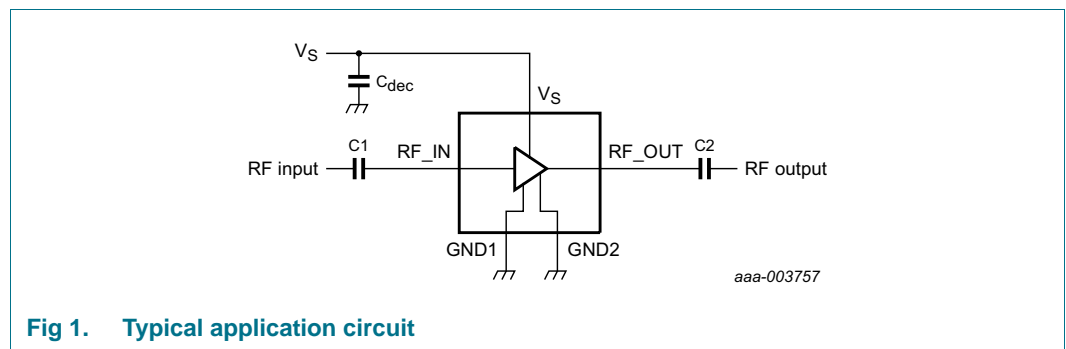 VS
Cdec
VS
C1
RF_IN
RF_OUT
C2
RF input
RF output
GND1
GND2
aaa-003757
Fig 1. Typical application circuit